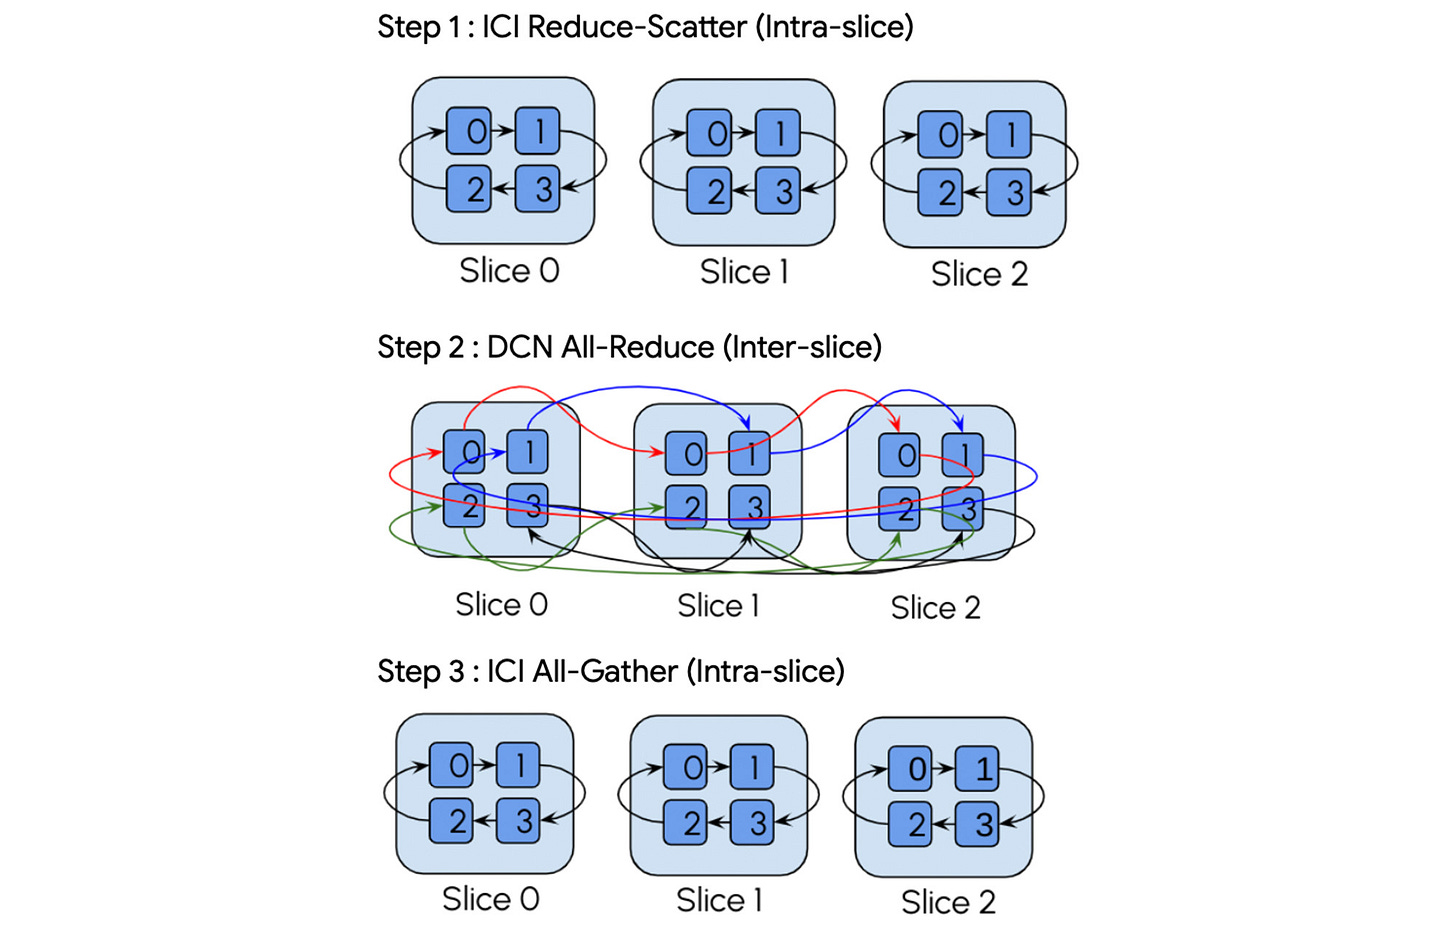 Step 1 : ICI Reduce-Scatter (Intra-slice)
0 1 0 1 0 1
2 3 2 3 2 3
Slice 0 Slice 1 Slice 2
Step 2 : DCN All-Reduce (Inter-slice)
0 1 0 1 0 1
2 3 2 3 2 3
Slice 0 Slice 1 Slice 2
Step 3 : ICI All-Gather (Intra-slice)
0 1 0 1 0 1
2 3 2 3 2 3
Slice 0 Slice 1 Slice 2